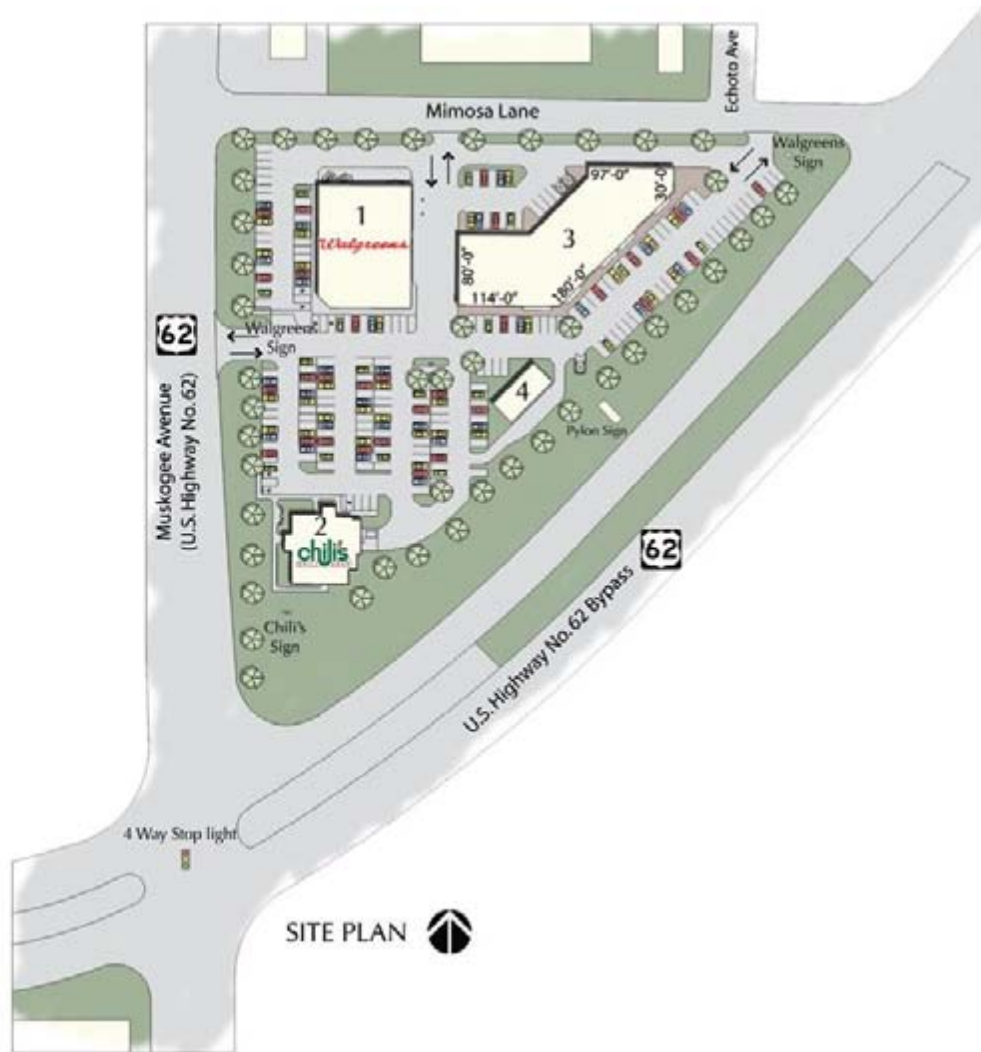 Echoto Ave
Mimosa Lane
Walgreens
Sign
97'-0"
30'-0
1
Walgreens
3
80'-0"
114'-0"
180'-0"
62
Walgreens
Sign
4
Pylon Sign
Muskogee Avenue
(U.S. Highway No. 62)
2
chili's
62
U.S. Highway No. 62 Bypass
Chili's
Sign
4 Way Stop light
SITE PLAN